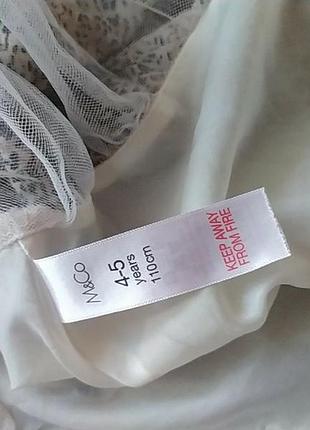 M&Co
4-5
years
110cm
KEEP AWAY
FROM FIRE